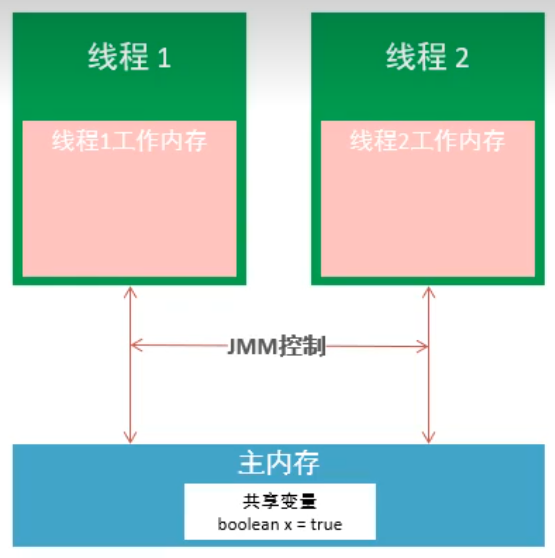 线程 1
线程 2
线程1工作内存
线程2工作内存
JMM控制
主内存
共享变量
boolean x = true